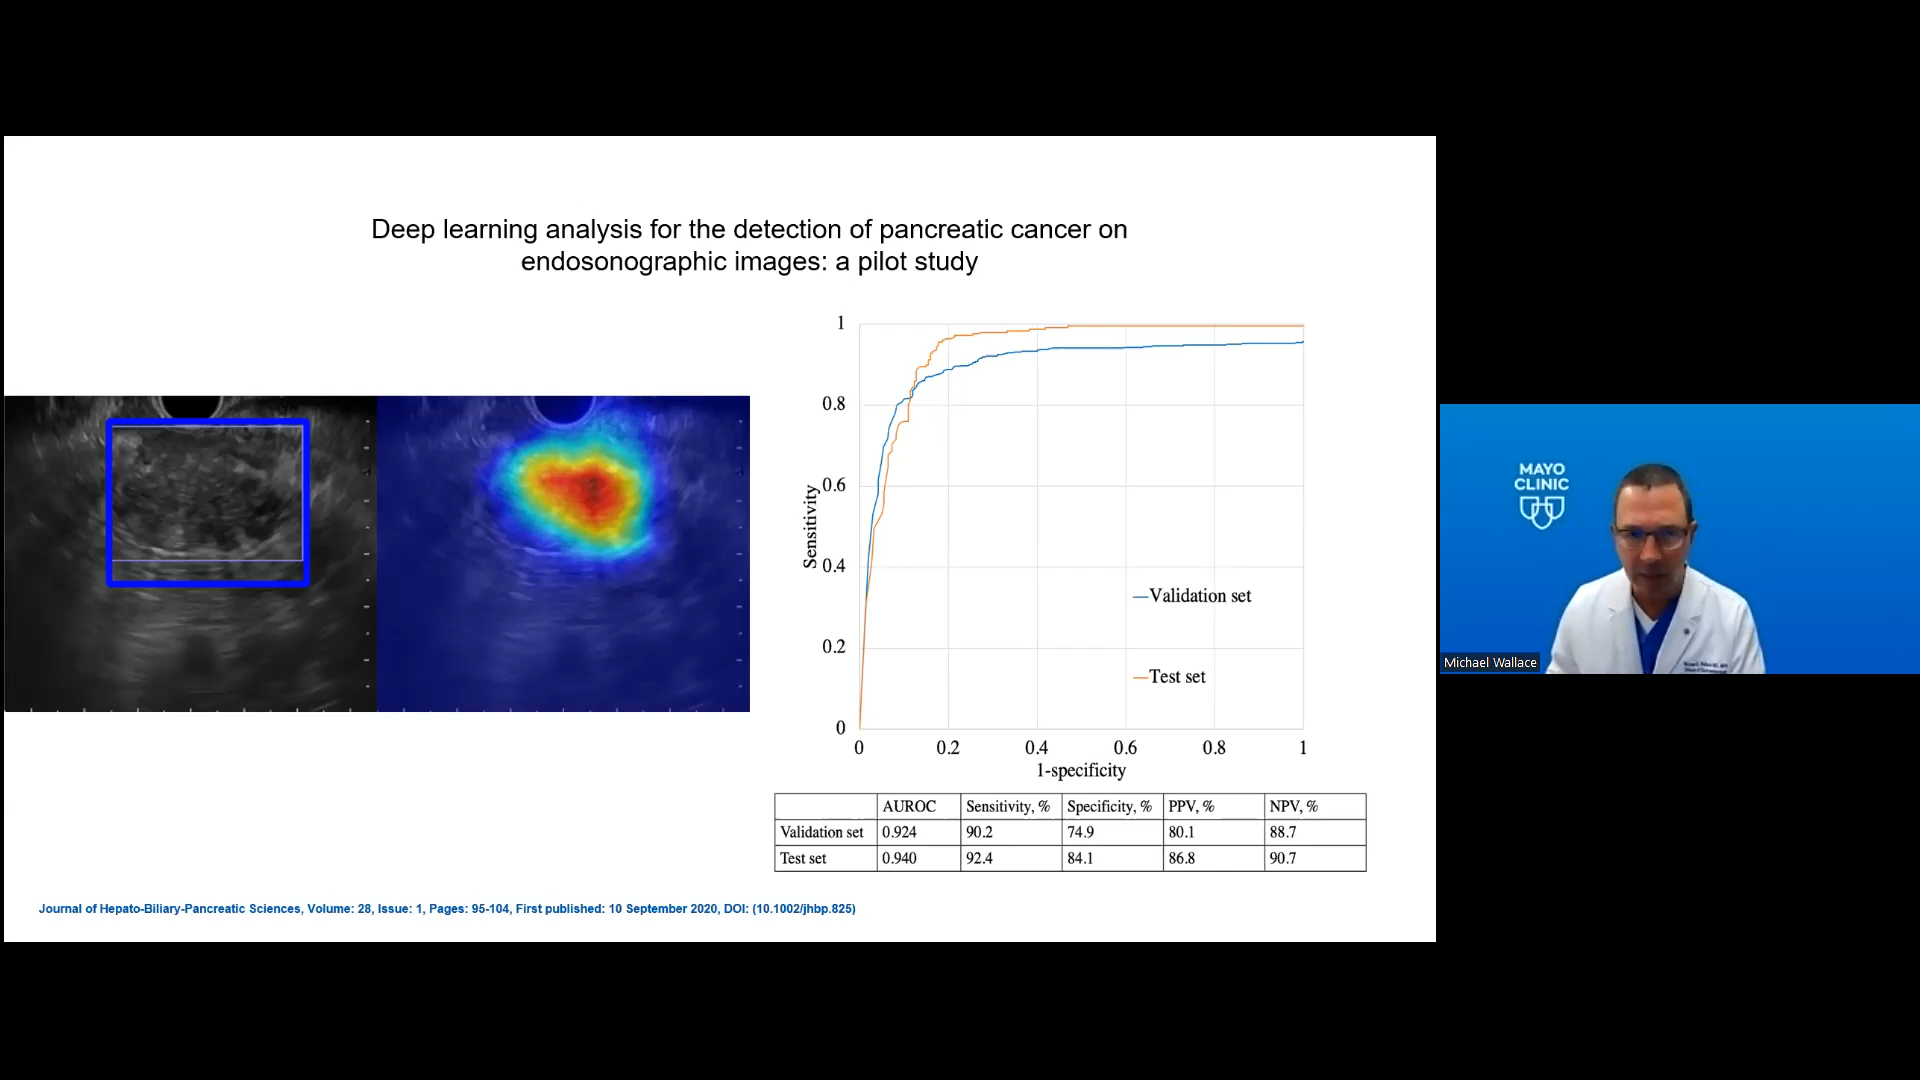 Deep learning analysis for the detection of pancreatic cancer on
endosonographic images: a pilot study
1
0.8
0.6
0.4
0.2
0
Sensitivity
Validation set
Test set
0 0.2 0.4 0.6 0.8 1
1-specificity
AUROC Sensitivity, % Specificity, % PPV, % NPV, %
Validation set 0.924 90.2 74.9 80.1 88.7
Test set 0.940 92.4 84.1 86.8 90.7
Journal of Hepato-Biliary-Pancreatic Sciences, Volume: 28, Issue: 1, Pages: 95-104, First published: 10 September 2020, DOI: (10.1002/jhbp.825)
MAYO
CLINIC
Michael Wallace